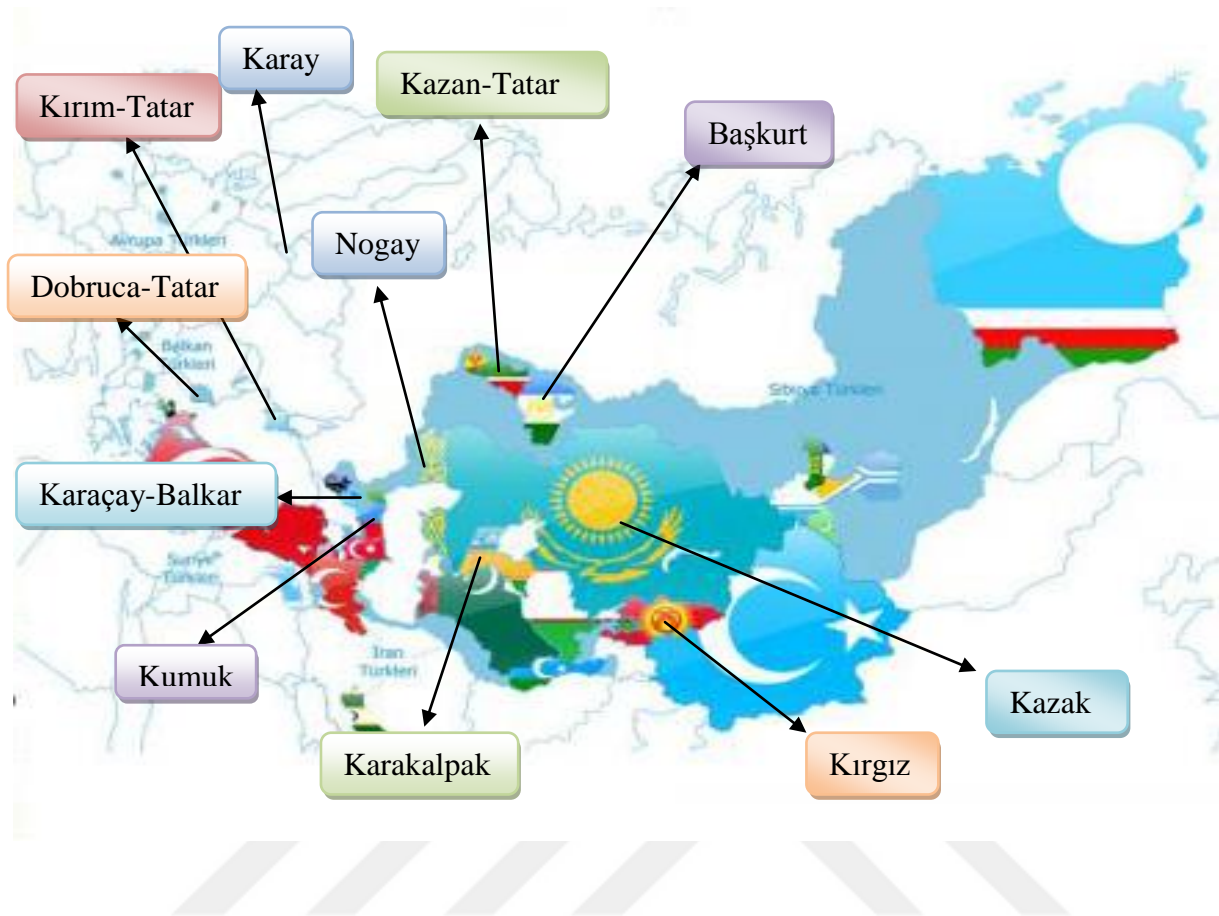 Karay
Kazan-Tatar
Kırım-Tatar
Başkurt
Nogay
Avrupa Türkleri
Dobruca-Tatar
Balkan
Türkleri
Sibirya Türkleri
Karaçay-Balkar
Suriye
Türkleri
İran
Türkleri
Kumuk
Kazak
Karakalpak
Kırgız